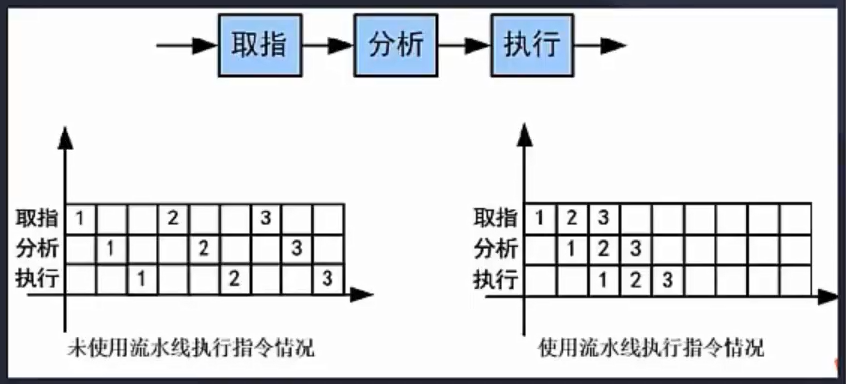 取指 分析 执行
取指 1 2 3
分析 1 2 3
执行 1 2 3
未使用流水线执行指令情况
取指 1 2 3
分析 1 2 3
执行 1 2 3
使用流水线执行指令情况